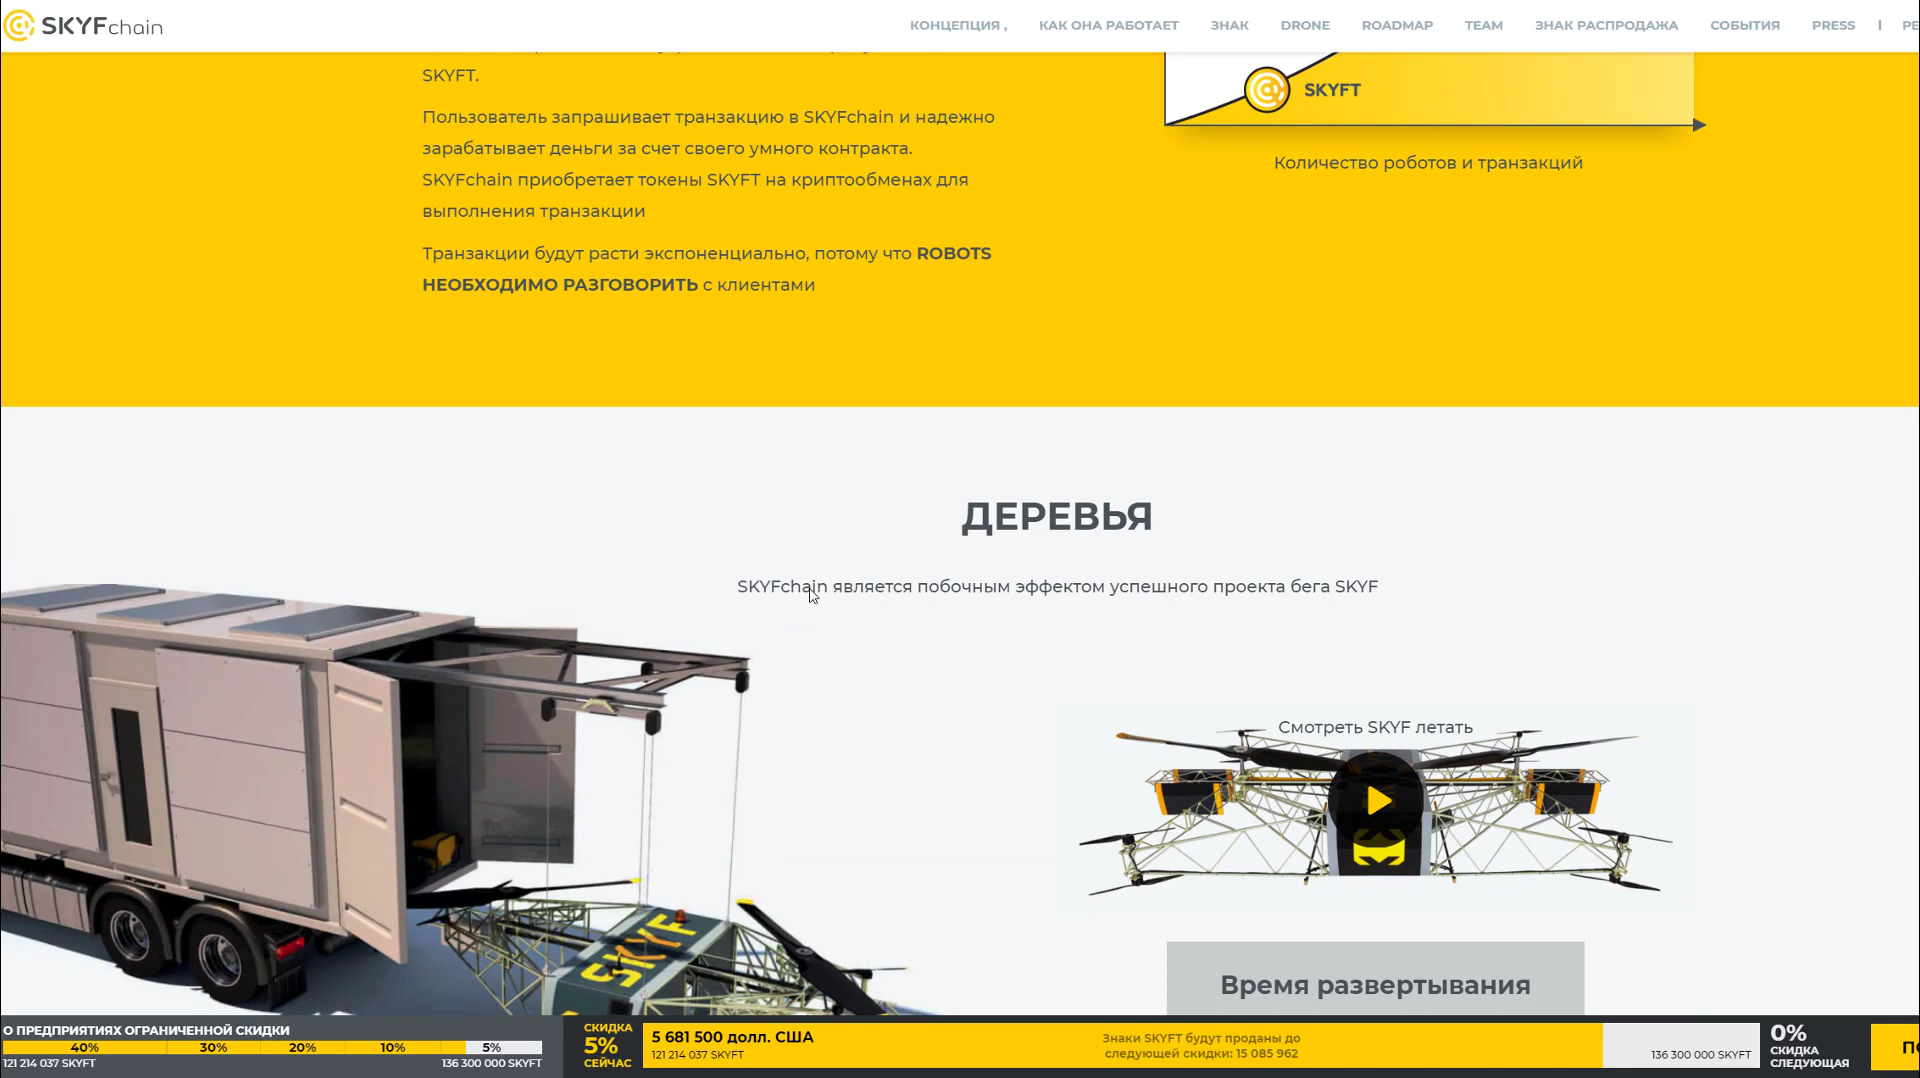 SKYFchain
КОНЦЕПЦИЯ ,
КАК ОНА РАБОТАЕТ
ЗНАК
DRONE
ROADMAP
TEAM
ЗНАК РАСПРОДАЖА
СОБЫТИЯ
PRESS
|
SKYFT.
Пользователь запрашивает транзакцию в SKYFchain и надежно
зарабатывает деньги за счет своего умного контракта.
SKYFchain приобретает токены SKYFT на криптообменах для
выполнения транзакции
Транзакции будут расти экспоненциально, потому что ROBOTS
НЕОБХОДИМО РАЗГОВОРИТЬ с клиентами
SKYFT
Количество роботов и транзакций
ДЕРЕВЬЯ
SKYFchain является побочным эффектом успешного проекта бега SKYF
Смотреть SKYF летать
SKYF
Время развертывания
О ПРЕДПРИЯТИЯХ ОГРАНИЧЕННОЙ СКИДКИ
40% 30% 20% 10% 5%
121 214 037 SKYFT 136 300 000 SKYFT
СКИДКА
5%
СЕЙЧАС
5 681 500 долл. США
121 214 037 SKYFT
Знаки SKYFT будут проданы до
следующей скидки: 15 085 962
136 300 000 SKYFT
0%
СКИДКА
СЛЕДУЮЩАЯ